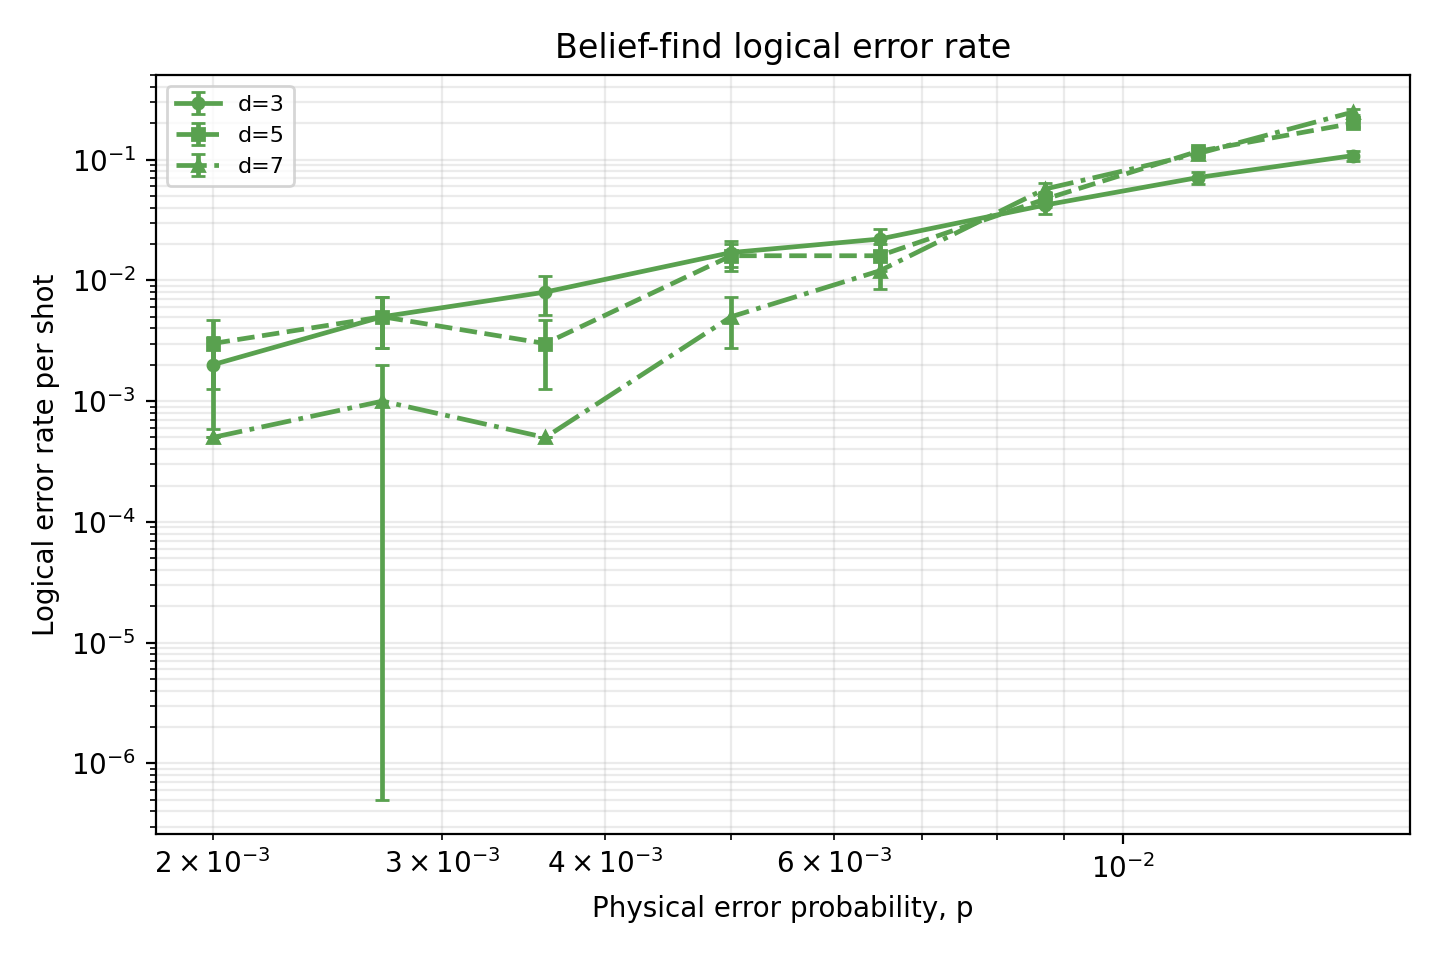 Belief-find logical error rate
d=3
d=5
d=7
10⁻¹
10⁻²
10⁻³
10⁻⁴
10⁻⁵
10⁻⁶
Logical error rate per shot
2 × 10⁻³ 3 × 10⁻³ 4 × 10⁻³ 6 × 10⁻³ 10⁻²
Physical error probability, p